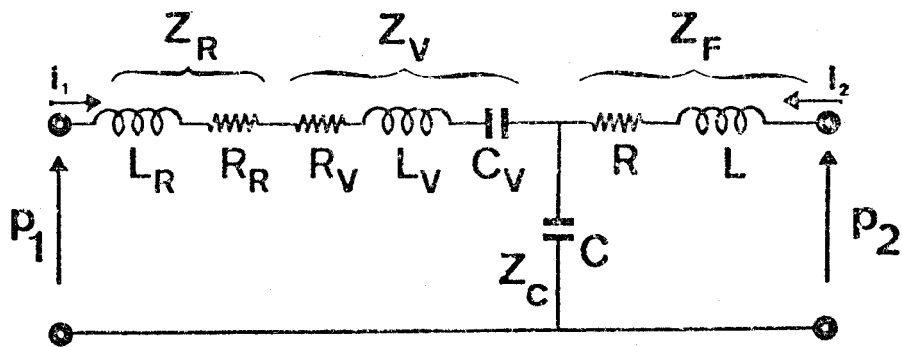 Z_R Z_V Z_F
i_1 I_2
L_R R_R R_V L_V C_V R L
p_1 C p_2
Z_C